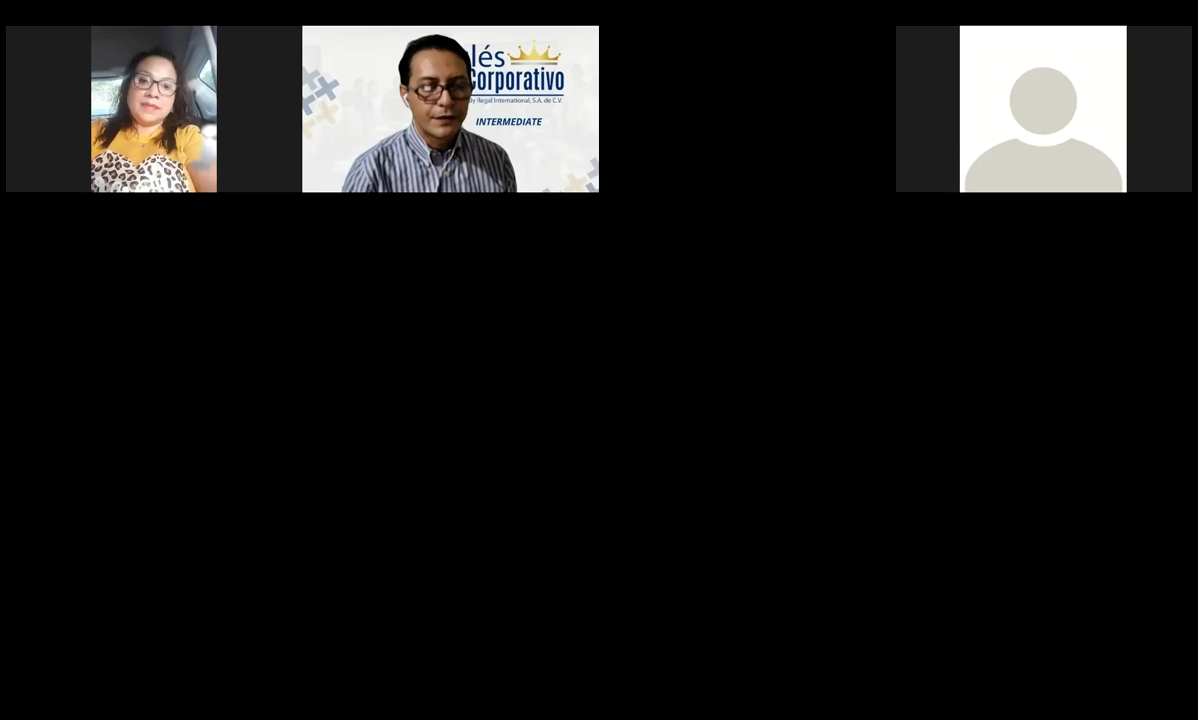 lés
Corporativo
By Regal International, S.A. de C.V.
INTERMEDIATE